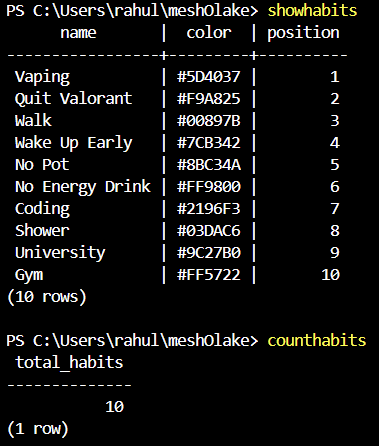 PS C:\Users\rahul\meshOlake> showhabits
      name       |  color  | position
-----------------+---------+----------
 Vaping          | #5D4037 |        1
 Quit Valorant   | #F9A825 |        2
 Walk            | #00897B |        3
 Wake Up Early   | #7CB342 |        4
 No Pot          | #8BC34A |        5
 No Energy Drink | #FF9800 |        6
 Coding          | #2196F3 |        7
 Shower          | #03DAC6 |        8
 University      | #9C27B0 |        9
 Gym             | #FF5722 |       10
(10 rows)
PS C:\Users\rahul\meshOlake> counthabits
 total_habits
--------------
           10
(1 row)